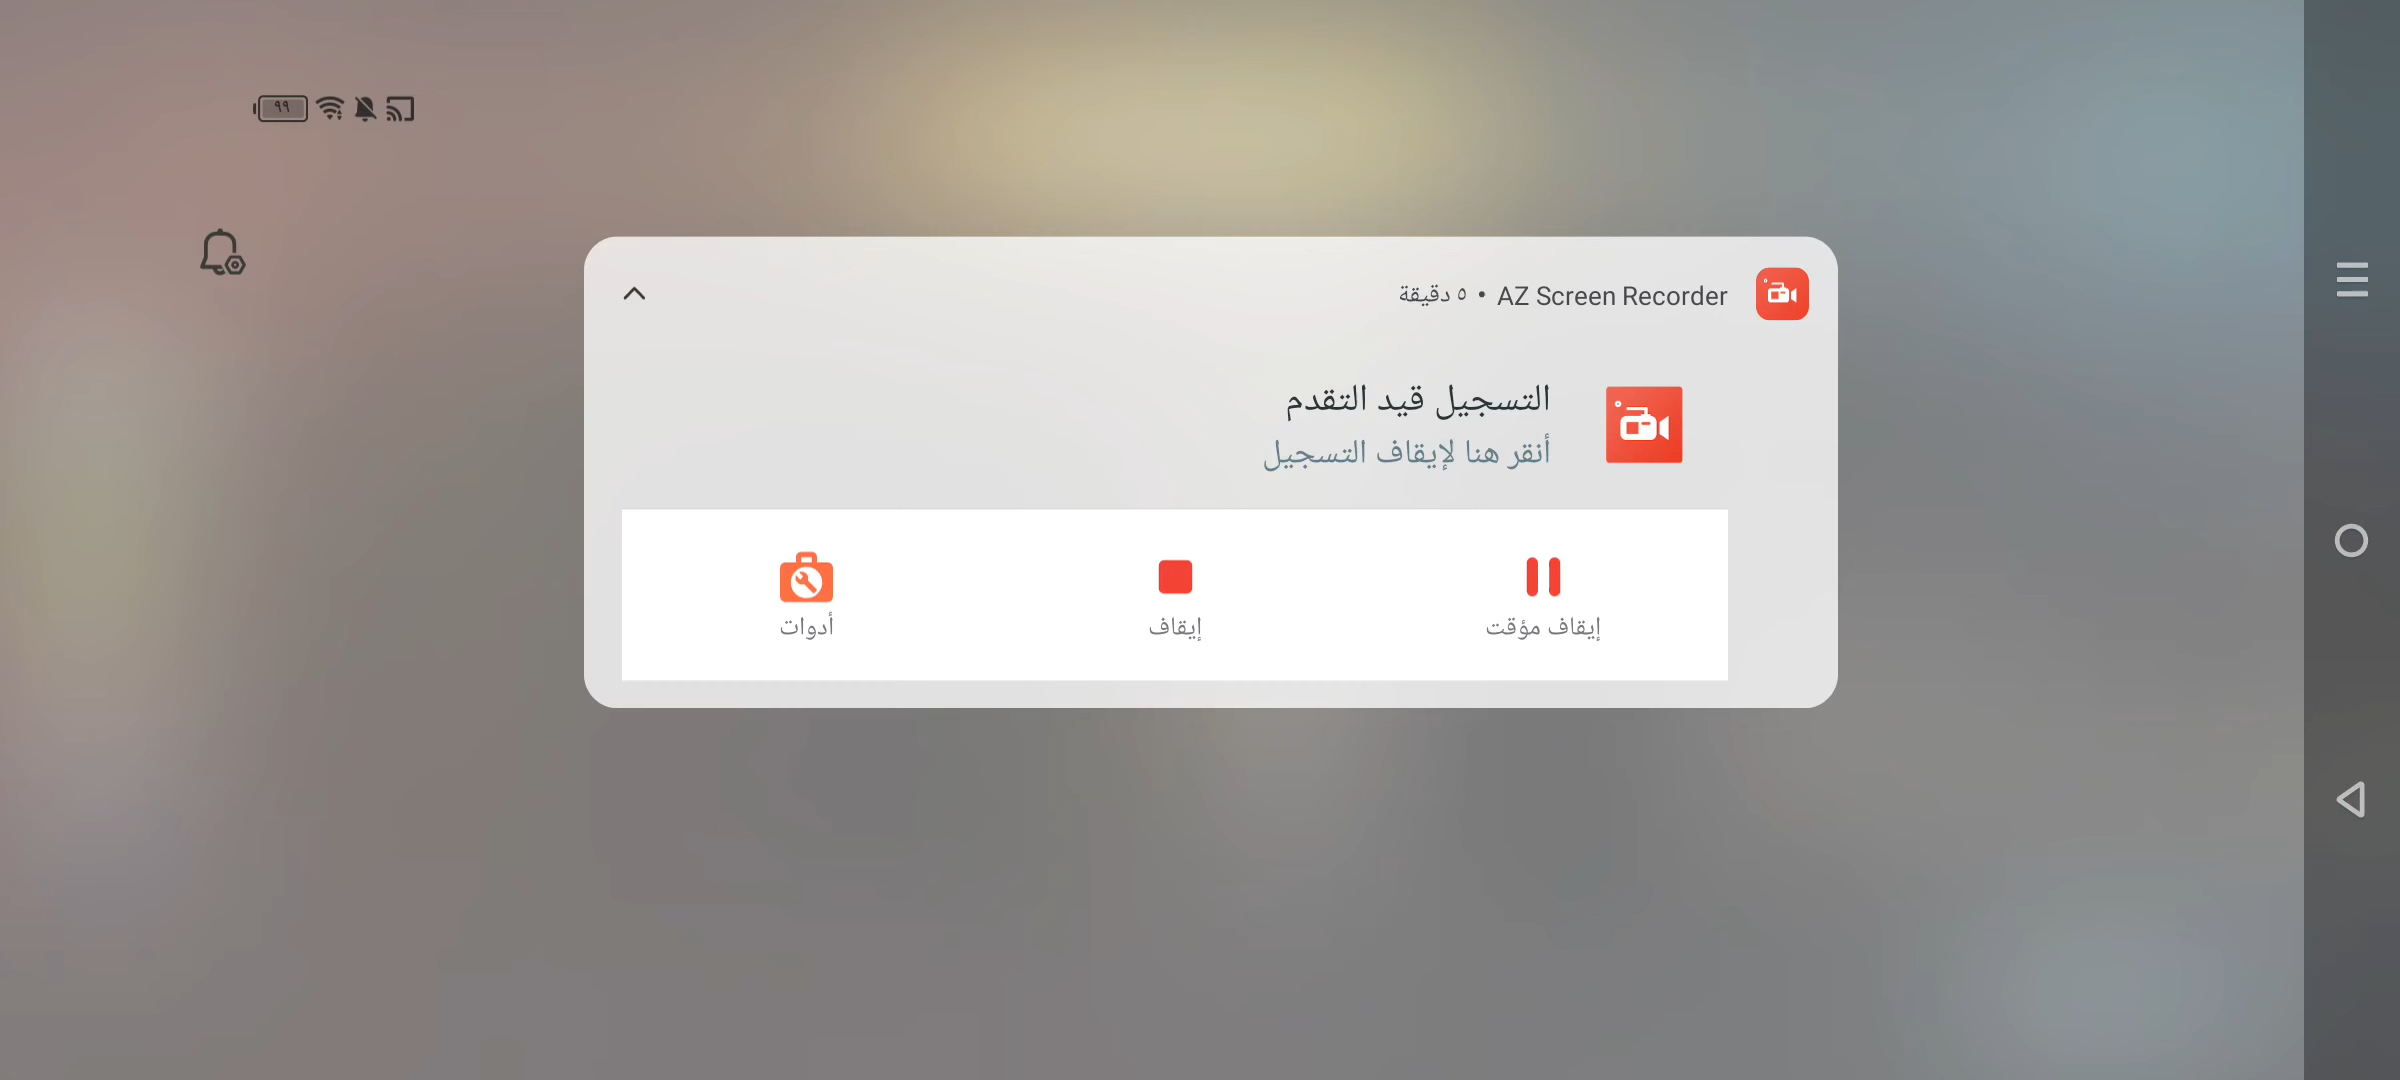 ٩٩
AZ Screen Recorder • ٥ دقيقة
التسجيل قيد التقدم
أنقر هنا لإيقاف التسجيل
إيقاف مؤقت
إيقاف
أدوات